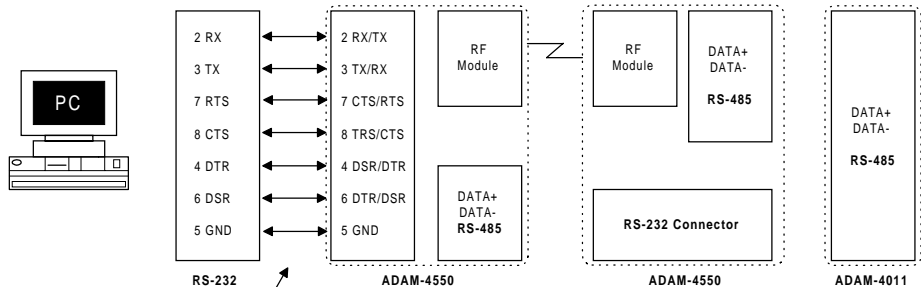 PC
2 RX
3 TX
7 RTS
8 CTS
4 DTR
6 DSR
5 GND
RS-232
2 RX/TX
3 TX/RX
7 CTS/RTS
8 TRS/CTS
4 DSR/DTR
6 DTR/DSR
5 GND
RF
Module
DATA+
DATA-
RS-485
ADAM-4550
RF
Module
DATA+
DATA-
RS-485
RS-232 Connector
ADAM-4550
DATA+
DATA-
RS-485
ADAM-4011